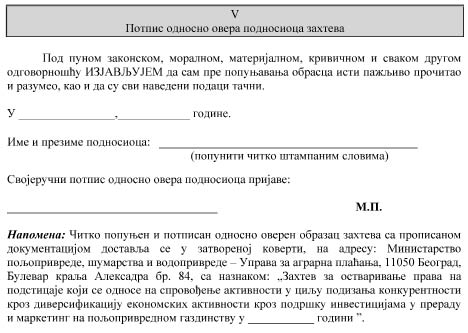 V
Потпис односно овера подносиоца захтева
Под пуном законском, моралном, материјалном, кривичном и сваком другом
одговорношћу ИЗЈАВЉУЈЕМ да сам пре попуњавања обрасца исти пажљиво прочитао
и разумео, као и да су сви наведени подаци тачни.
У ________________,____________ године.
Име и презиме подносиоца: ____________________________________________
(попунити читко штампаним словима)
Својеручни потпис односно овера подносиоца пријаве:
___________________________________ М.П.
Напомена: Читко попуњен и потписан односно оверен образац захтева са прописаном
документацијом доставља се у затвореној коверти, на адресу: Министарство
пољопривреде, шумарства и водопривреде – Управа за аграрна плаћања, 11050 Београд,
Булевар краља Алексадра бр. 84, са назнаком: „Захтев за остваривање права на
подстицаје који се односе на спровођење активности у циљу подизања конкурентности
кроз диверсификацију економских активности кроз подршку инвестицијама у прераду
и маркетинг на пољопривредном газдинству у ___________ години ”.